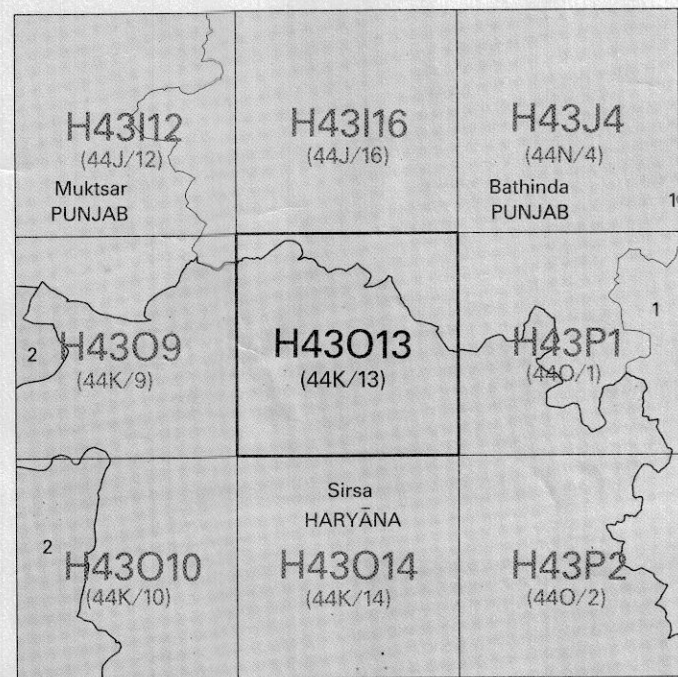 H43I12
(44J/12)
Muktsar
PUNJAB
H43I16
(44J/16)
H43J4
(44N/4)
Bathinda
PUNJAB
1
2
H43O9
(44K/9)
H43O13
(44K/13)
H43P1
(44O/1)
1
2
H43O10
(44K/10)
Sirsa
HARYĀNA
H43O14
(44K/14)
H43P2
(44O/2)